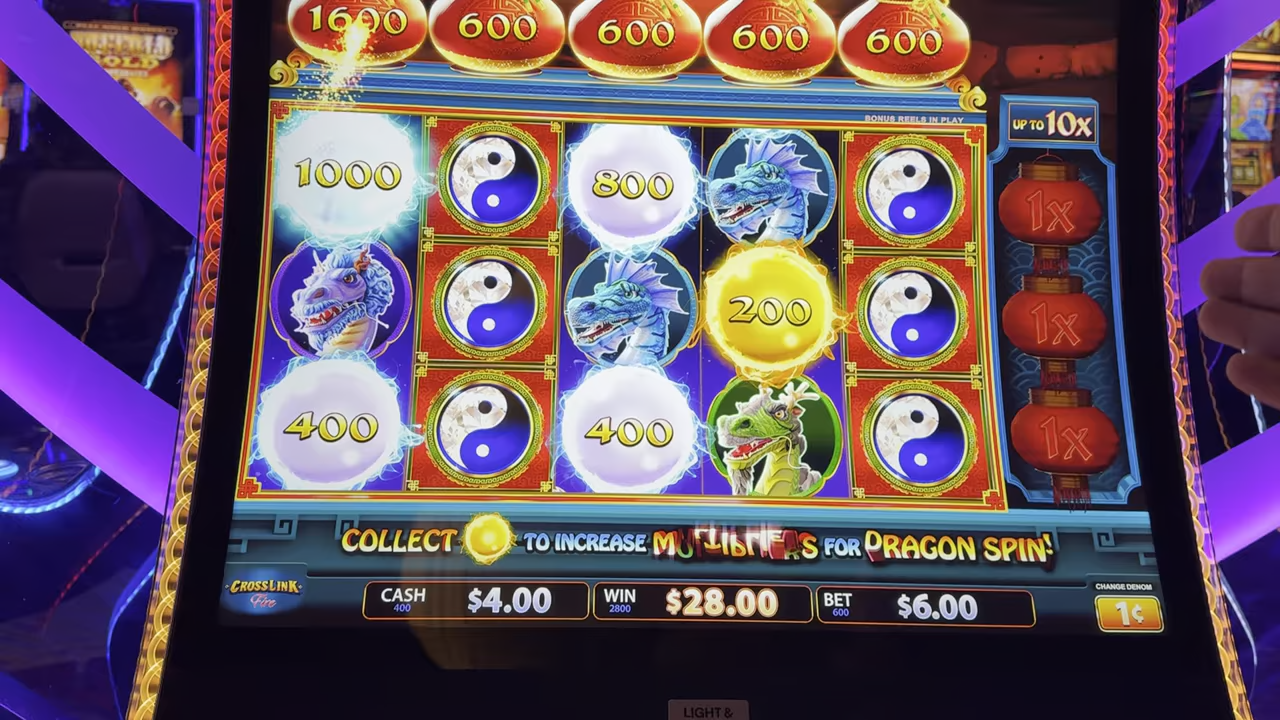 1600 600 600 600 600
BONUS REELS IN PLAY
UP TO 10x
1000 800
1x
200
1x
400 400
1x
COLLECT TO INCREASE MULTIPLIERS FOR DRAGON SPIN!
CROSSLINK Fire
CASH 400 $4.00
WIN 2800 $28.00
BET 600 $6.00
CHANGE DENOM
1¢
LIGHT &